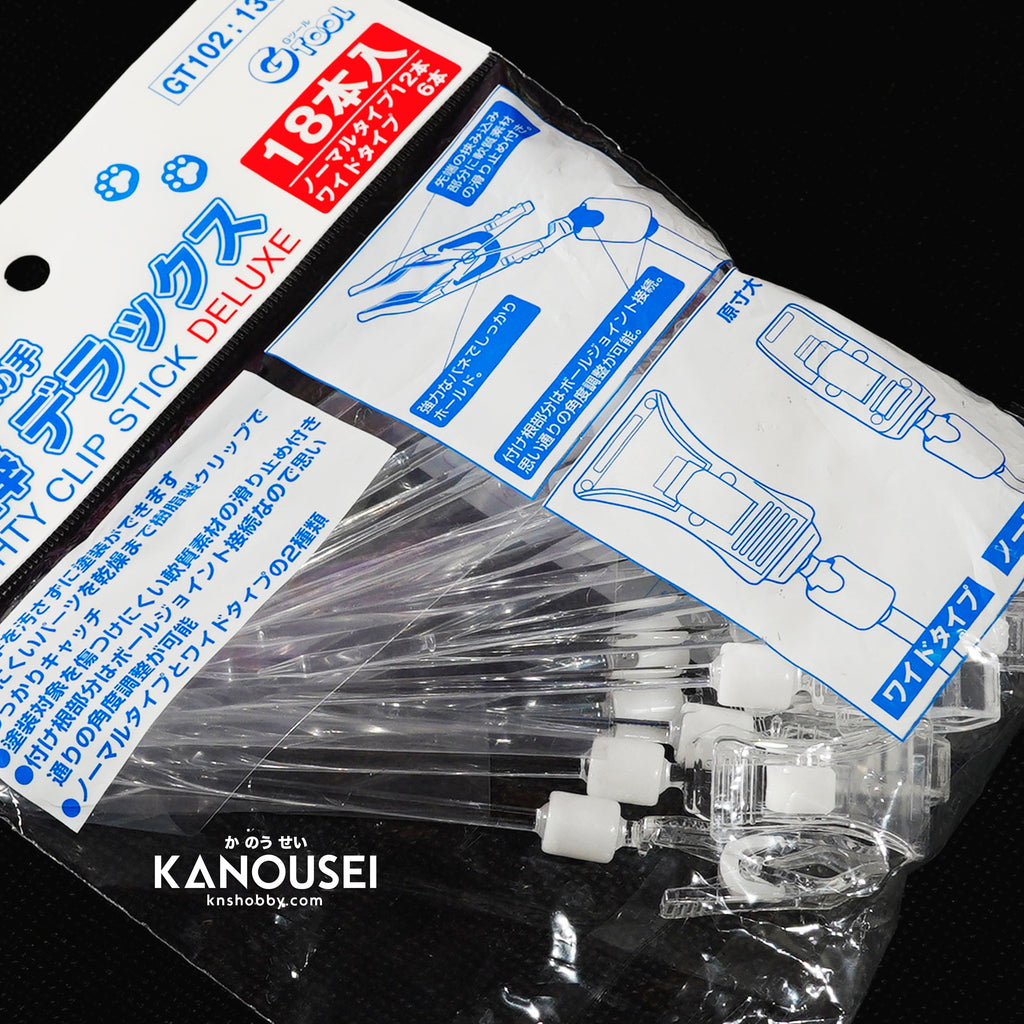 GT102:
Gツール
GTOOL
18本入
ノーマルタイプ12本
ワイドタイプ 6本
の手
デラックス
CLIP STICK DELUXE
先端の挟み込み
部分に軟質素材
の滑り止め付き。
強力なバネでしっかり
ホールド。
付け根部分はボールジョイント接続。
思い通りの角度調整が可能。
原寸大
ワイドタイプ
ノー
を汚さずに塗装ができます
にくいパーツを乾燥まで樹脂製クリップで
っかりキャッチ
●塗装対象を傷つけにくい軟質素材の滑り止め付き
●付け根部分はボールジョイント接続なので思い
通りの角度調整が可能
●ノーマルタイプとワイドタイプの2種類
かのうせい
KANOUSEI
knshobby.com